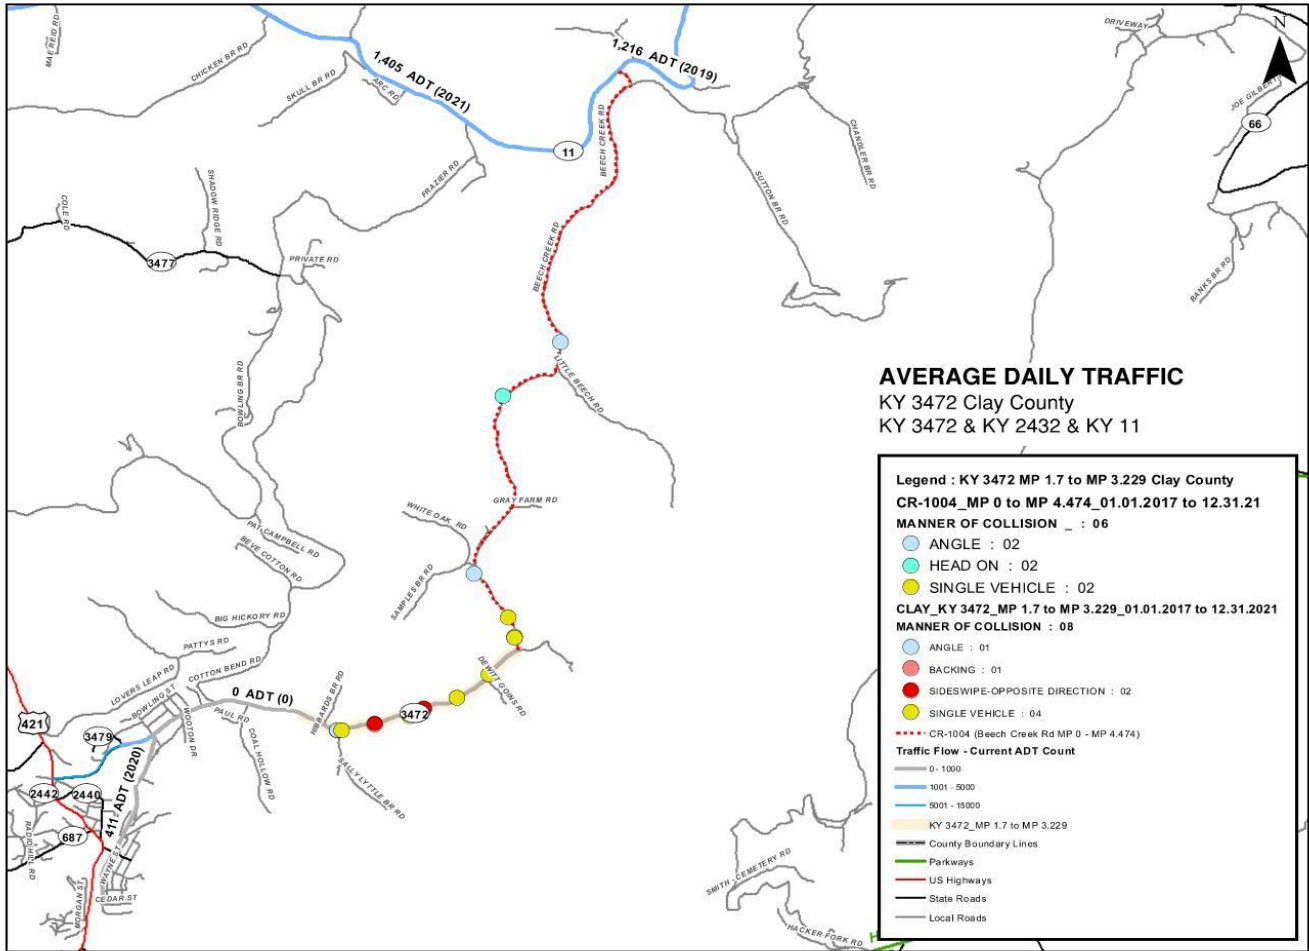 MAE REID RD
CHICKEN BR RD
SKULL BR RD
ARC RD
1,405 ADT (2021)
1,216 ADT (2019)
DRIVEWAY
N
JOE GILBERT
66
11
BEECH CREEK RD
CHANDLER BR RD
SUTTON BR RD
FRAZIER RD
SHADOW RIDGE RD
COLE RD
3477
PRIVATE RD
BEECH CREEK RD
BANKS BR RD
LITTLE BEECH RD
BOWLING BR RD
AVERAGE DAILY TRAFFIC
KY 3472 Clay County
KY 3472 & KY 2432 & KY 11
Legend : KY 3472 MP 1.7 to MP 3.229 Clay County
CR-1004_MP 0 to MP 4.474_01.01.2017 to 12.31.21
MANNER OF COLLISION _ : 06
ANGLE : 02
HEAD ON : 02
SINGLE VEHICLE : 02
CLAY_KY 3472_MP 1.7 to MP 3.229_01.01.2017 to 12.31.2021
MANNER OF COLLISION : 08
ANGLE : 01
BACKING : 01
SIDESWIPE-OPPOSITE DIRECTION : 02
SINGLE VEHICLE : 04
CR-1004 (Beech Creek Rd MP 0 - MP 4.474)
Traffic Flow - Current ADT Count
0 - 1000
1001 - 5000
5001 - 15000
KY 3472_MP 1.7 to MP 3.229
County Boundary Lines
Parkways
US Highways
State Roads
Local Roads
GRAY FARM RD
WHITE OAK RD
PAT CAMPBELL RD
BEVE COTTON RD
SAMPLES BR RD
BIG HICKORY RD
PATTYS RD
COTTON BEND RD
LOVERS LEAP RD
BOWLING ST
WOOTON DR
0 ADT (0)
PAUL RD
COAL HOLLOW RD
HIBBARDS BR RD
DEWITT GOINS RD
3472
SALLY LYTTLE BR RD
421
3479
2442
2440
411 ADT (2020)
687
RADIO HILL RD
WAYNE ST
CEDAR ST
MORGAN ST
SMITH - CEMETERY RD
HACKER FORK RD
H